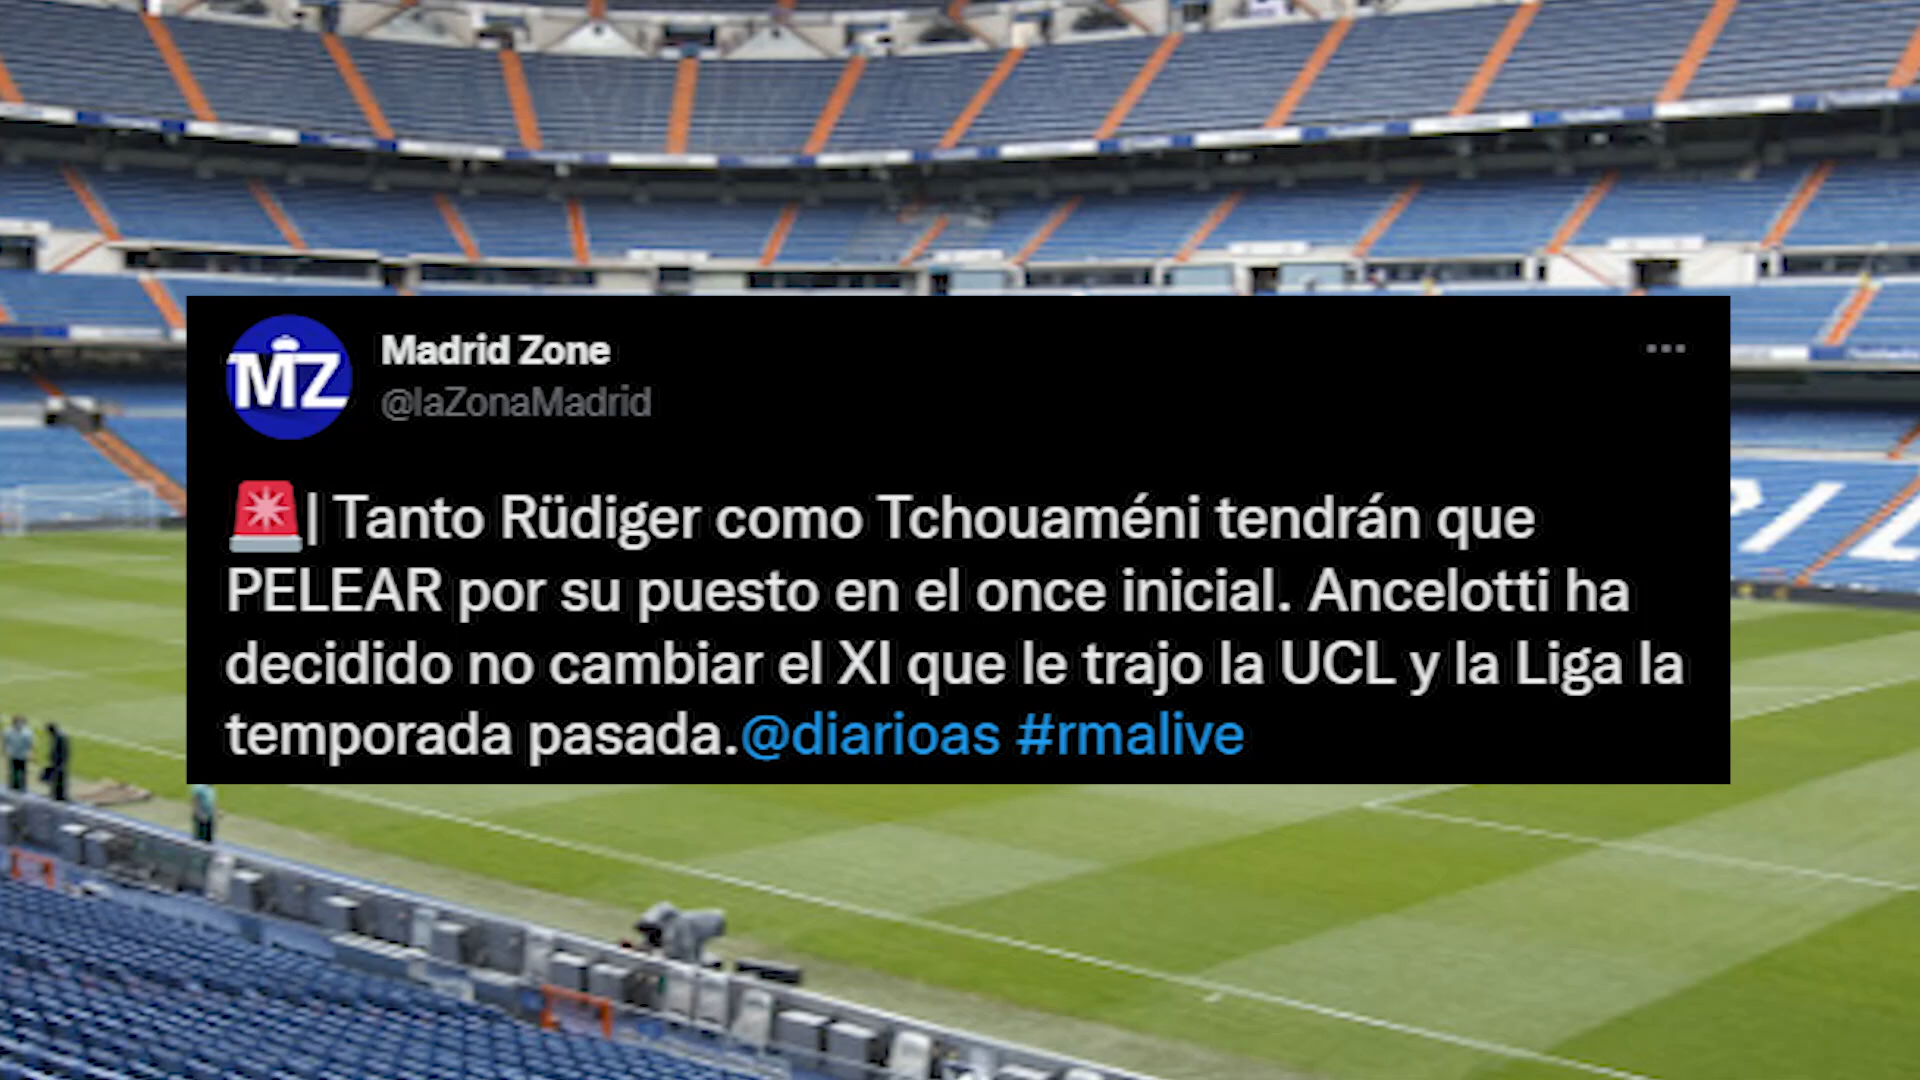 MZ
Madrid Zone
@laZonaMadrid
🚨| Tanto Rüdiger como Tchouaméni tendrán que
PELEAR por su puesto en el once inicial. Ancelotti ha
decidido no cambiar el XI que le trajo la UCL y la Liga la
temporada pasada.@diarioas #rmalive